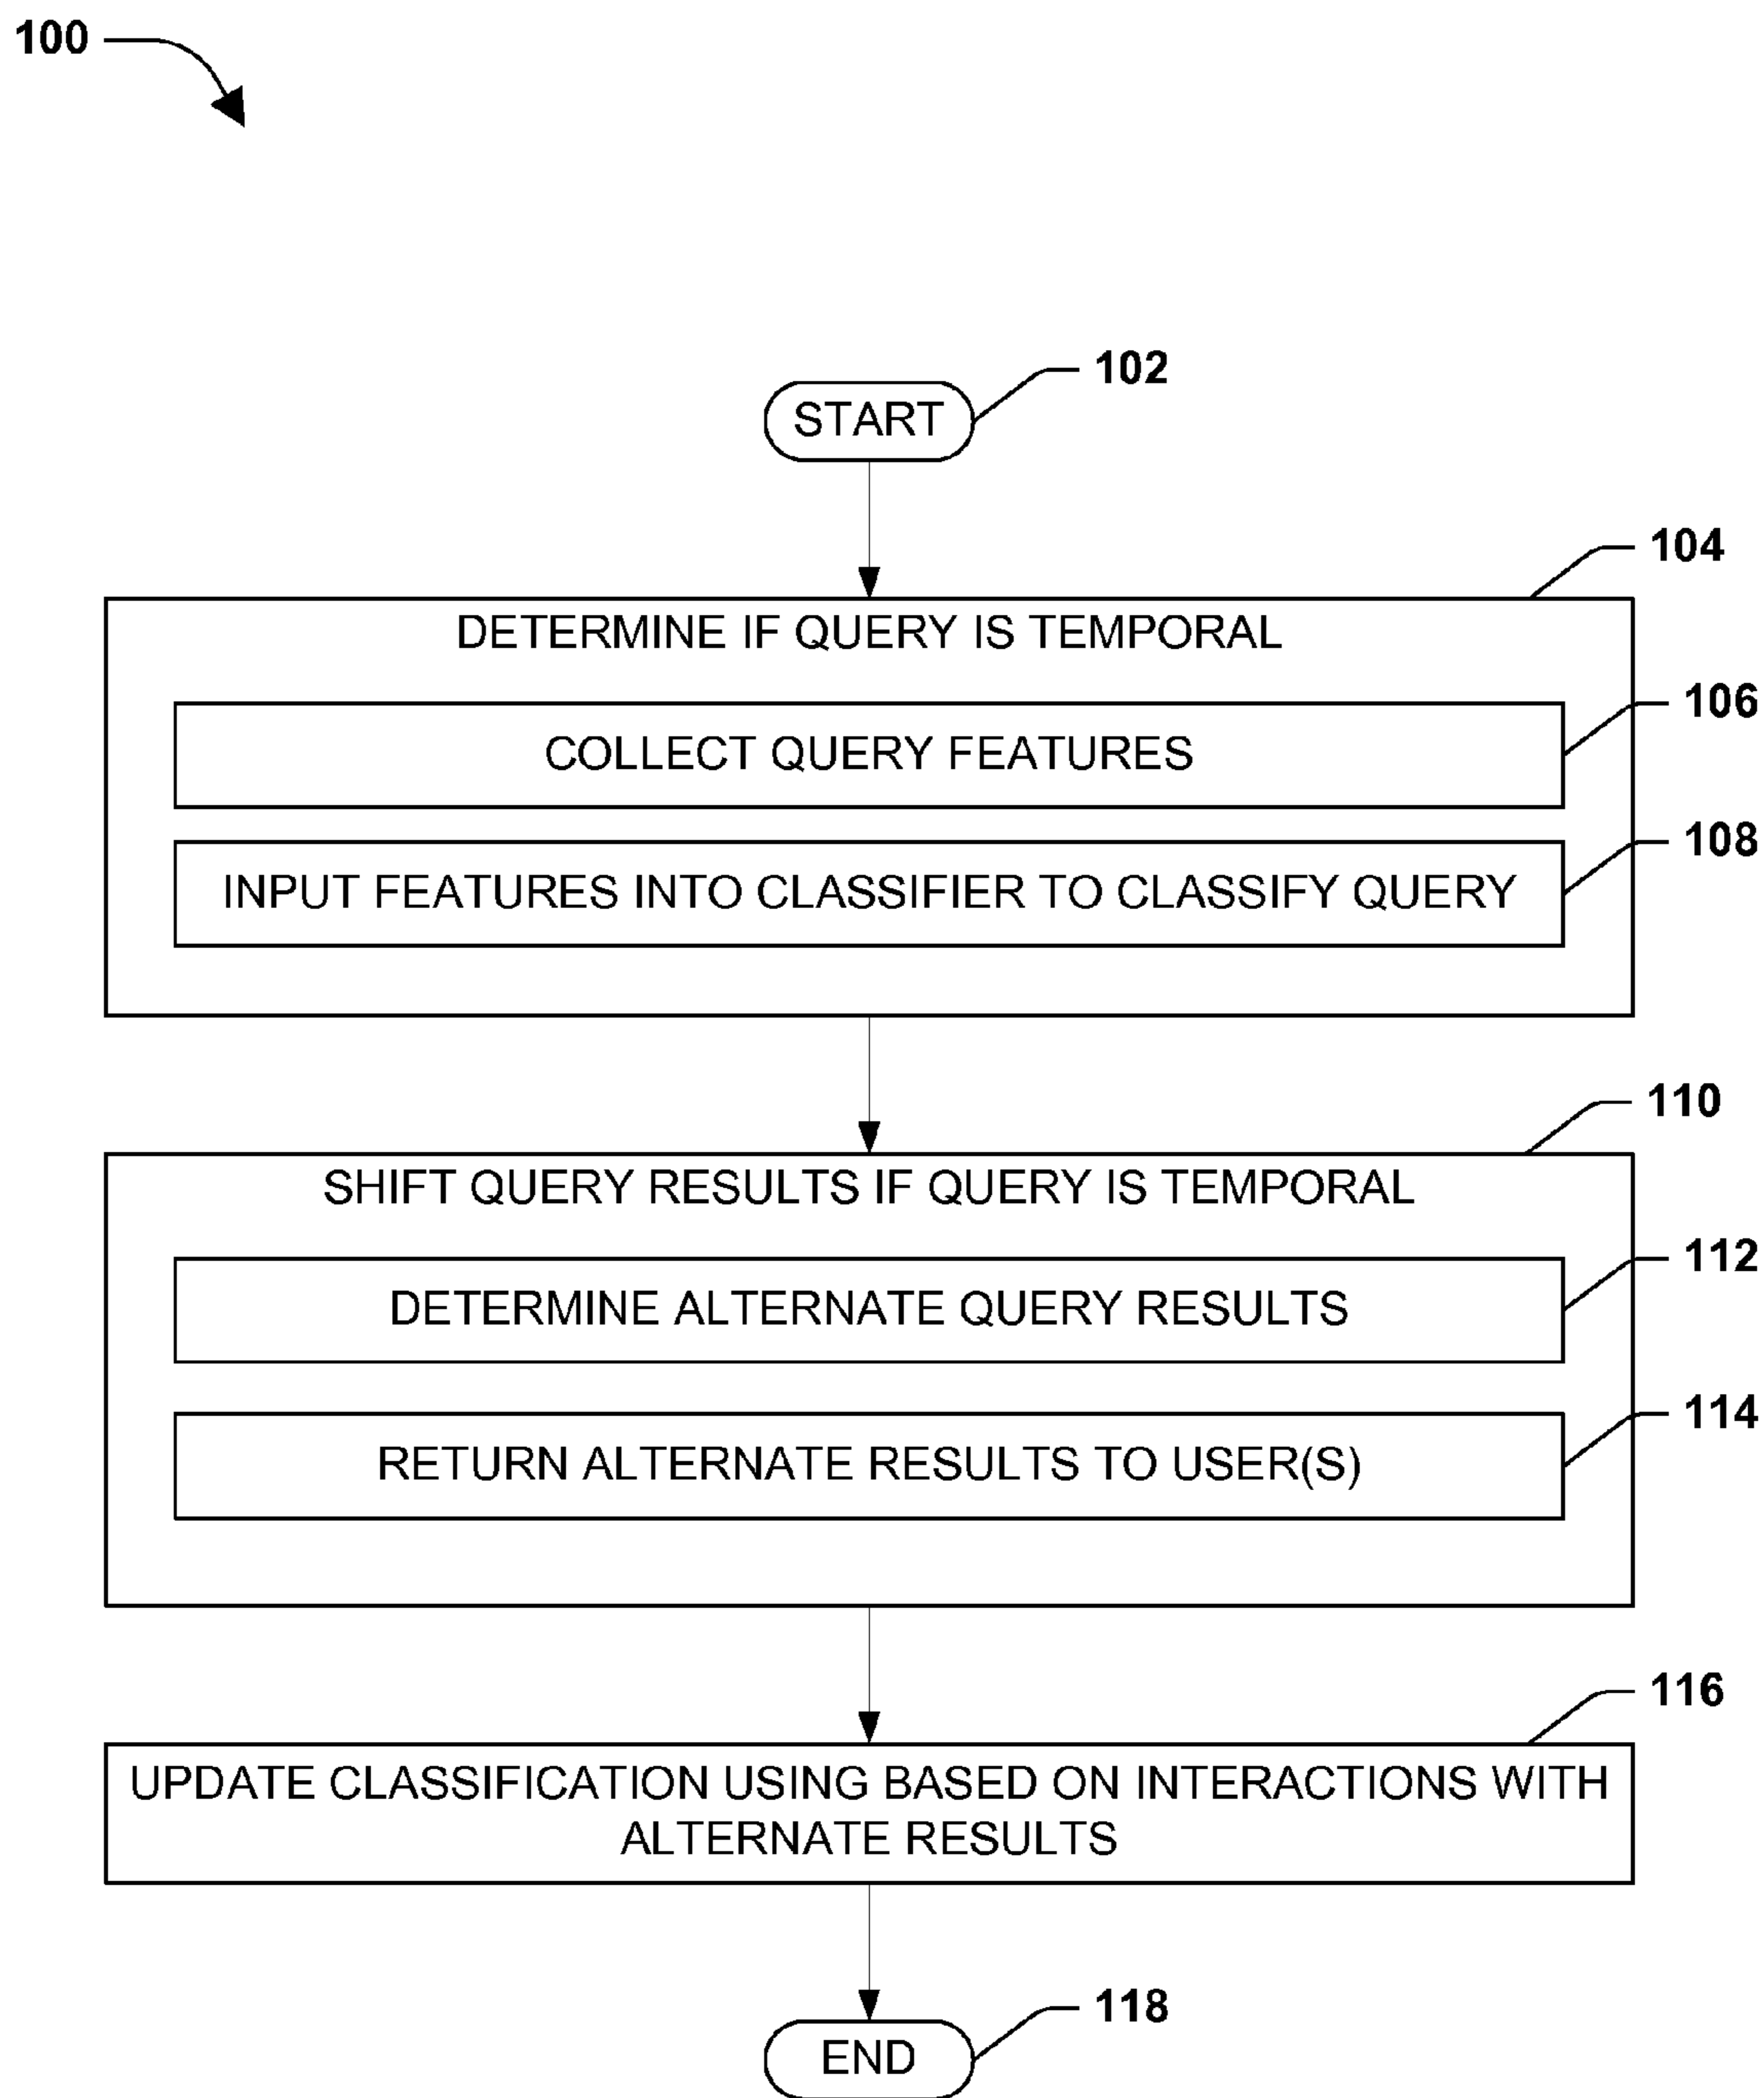 100
102
START
104
DETERMINE IF QUERY IS TEMPORAL
106
COLLECT QUERY FEATURES
108
INPUT FEATURES INTO CLASSIFIER TO CLASSIFY QUERY
110
SHIFT QUERY RESULTS IF QUERY IS TEMPORAL
112
DETERMINE ALTERNATE QUERY RESULTS
114
RETURN ALTERNATE RESULTS TO USER(S)
116
UPDATE CLASSIFICATION USING BASED ON INTERACTIONS WITH
ALTERNATE RESULTS
118
END